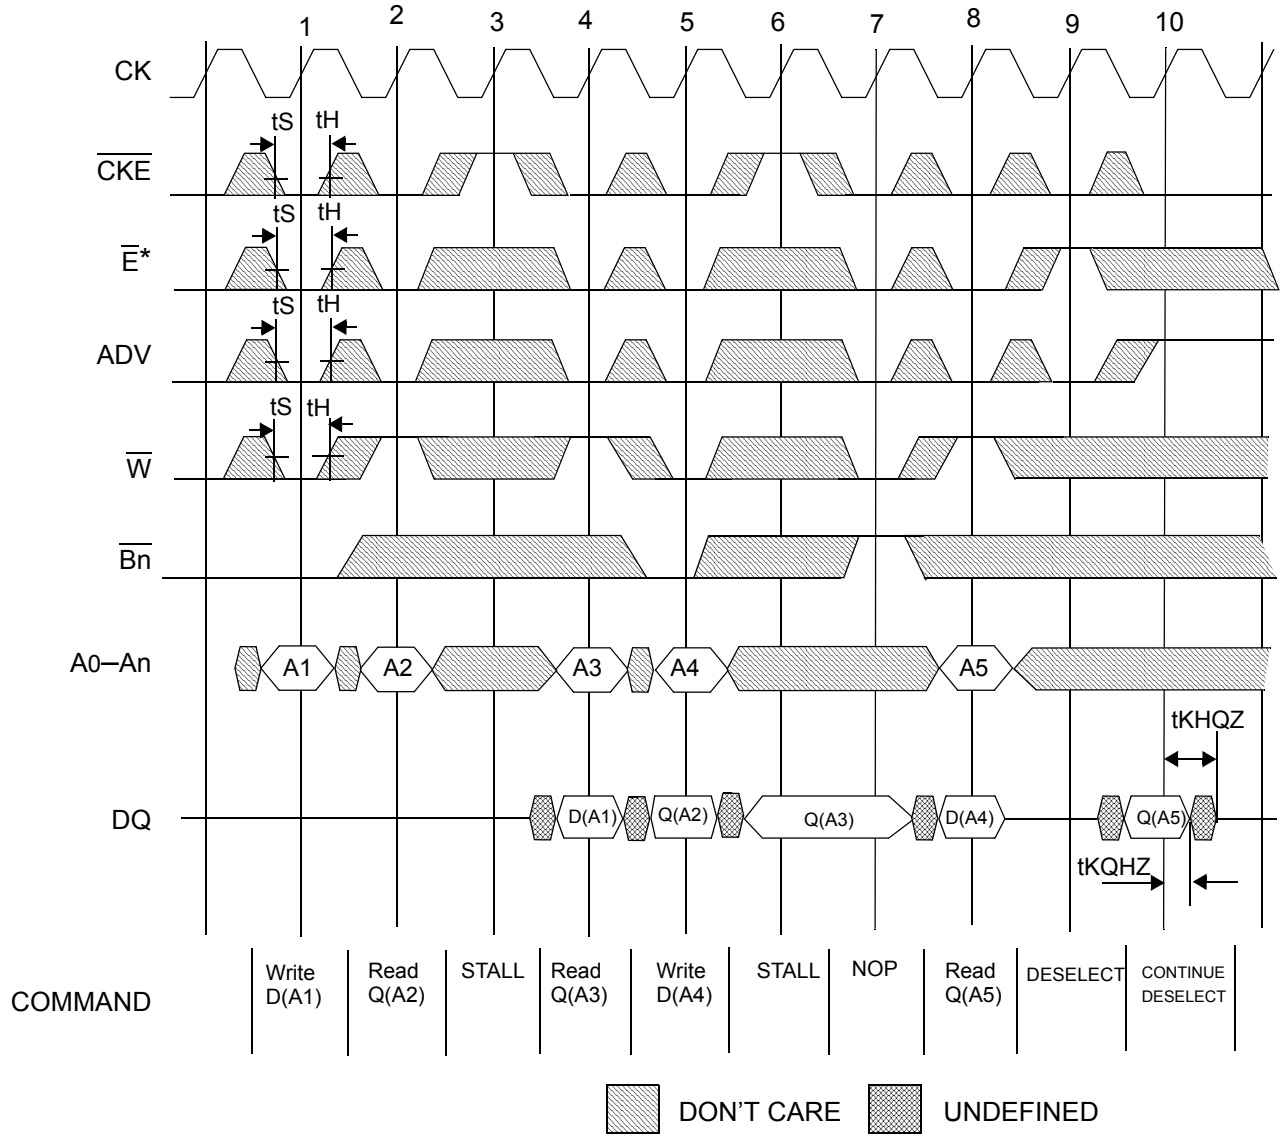 1 2 3 4 5 6 7 8 9 10
CK
tS tH
CKE
tS tH
E*
tS tH
ADV
tS tH
W
Bn
A0–An A1 A2 A3 A4 A5
tKHQZ
DQ D(A1) Q(A2) Q(A3) D(A4) Q(A5)
tKQHZ
COMMAND
Write
D(A1)
Read
Q(A2)
STALL
Read
Q(A3)
Write
D(A4)
STALL
NOP
Read
Q(A5)
DESELECT
CONTINUE
DESELECT
DON'T CARE UNDEFINED